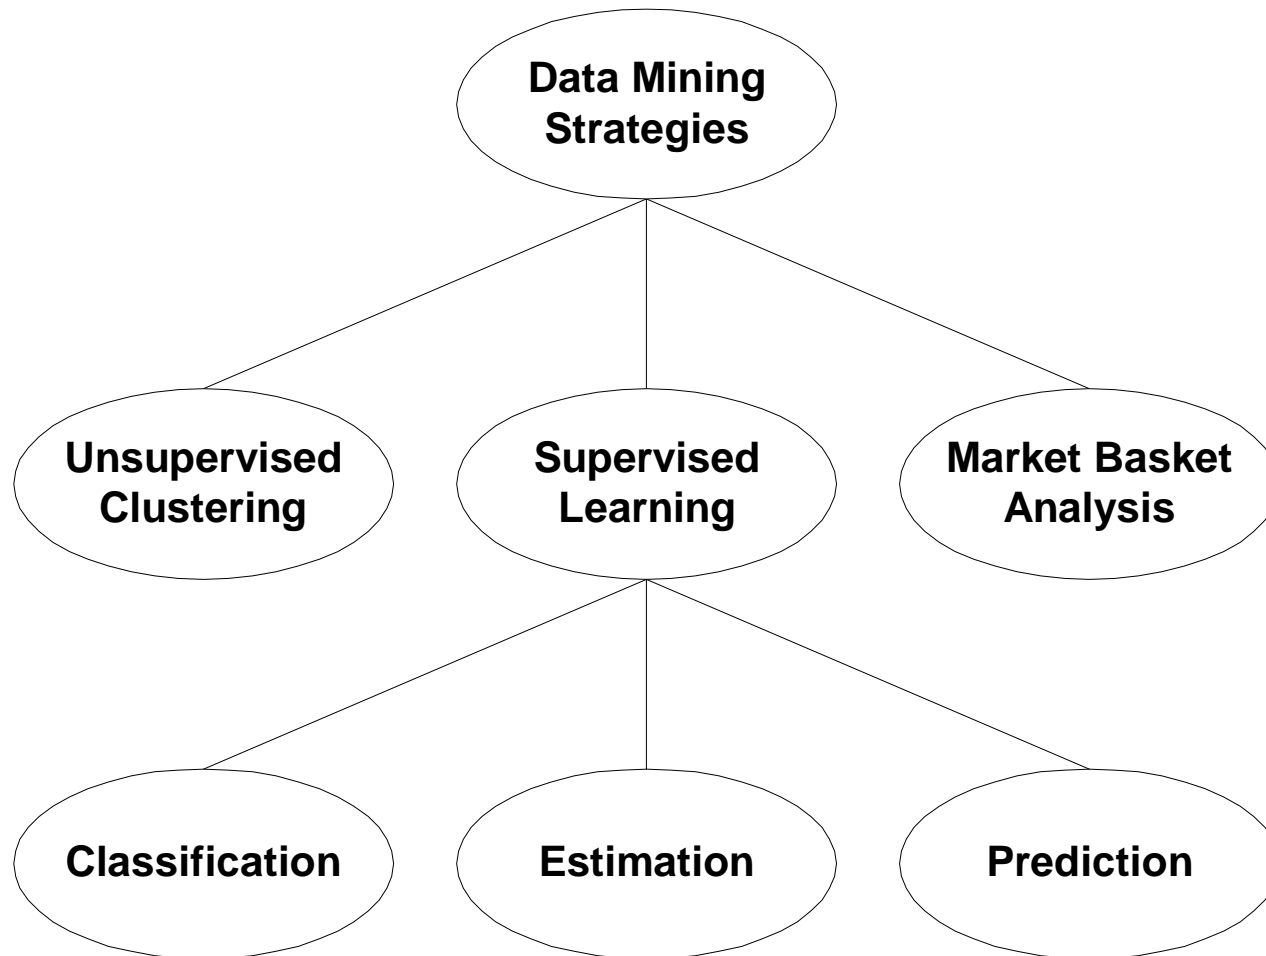 Data Mining
Strategies
Unsupervised
Clustering
Supervised
Learning
Market Basket
Analysis
Classification
Estimation
Prediction